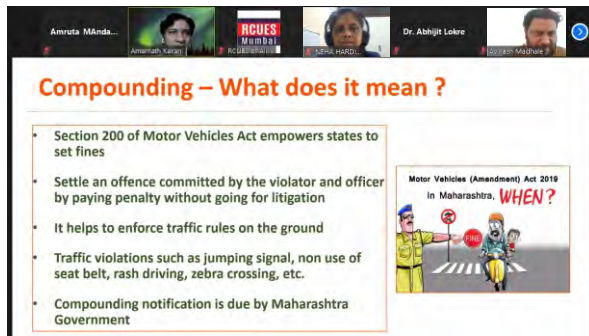 Amruta MAnda...
Amarnath Karan
RCUES
Mumbai
NEHA HARDI...
Dr. Abhijit Lokre
Avinash Madhale
Compounding – What does it mean ?
• Section 200 of Motor Vehicles Act empowers states to
set fines
• Settle an offence committed by the violator and officer
by paying penalty without going for litigation
• It helps to enforce traffic rules on the ground
• Traffic violations such as jumping signal, non use of
seat belt, rash driving, zebra crossing, etc.
• Compounding notification is due by Maharashtra
Government
Motor Vehicles (Amendment) Act 2019
in Maharashtra, WHEN?
FINE